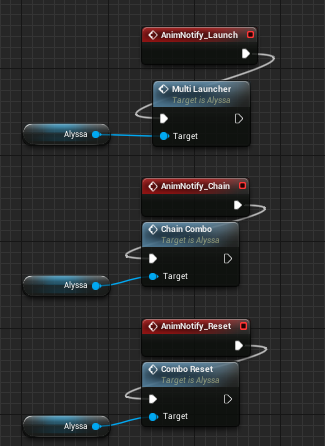 AnimNotify_Launch
Multi Launcher
Target is Alyssa
Alyssa
Target
AnimNotify_Chain
Chain Combo
Target is Alyssa
Alyssa
Target
AnimNotify_Reset
Combo Reset
Target is Alyssa
Alyssa
Target